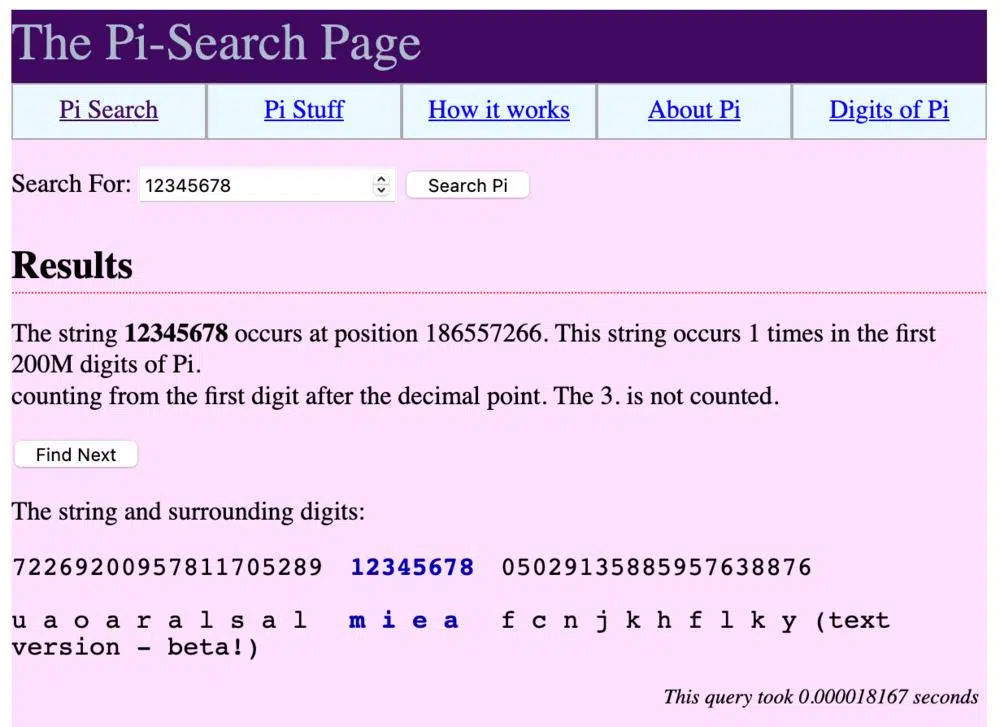 The Pi-Search Page
Pi Search Pi Stuff How it works About Pi Digits of Pi
Search For: 12345678 Search Pi
Results
The string 12345678 occurs at position 186557266. This string occurs 1 times in the first
200M digits of Pi.
counting from the first digit after the decimal point. The 3. is not counted.
Find Next
The string and surrounding digits:
72269200957811705289 12345678 05029135885957638876
u a o a r a l s a l m i e a f c n j k h f l k y (text
version - beta!)
This query took 0.000018167 seconds